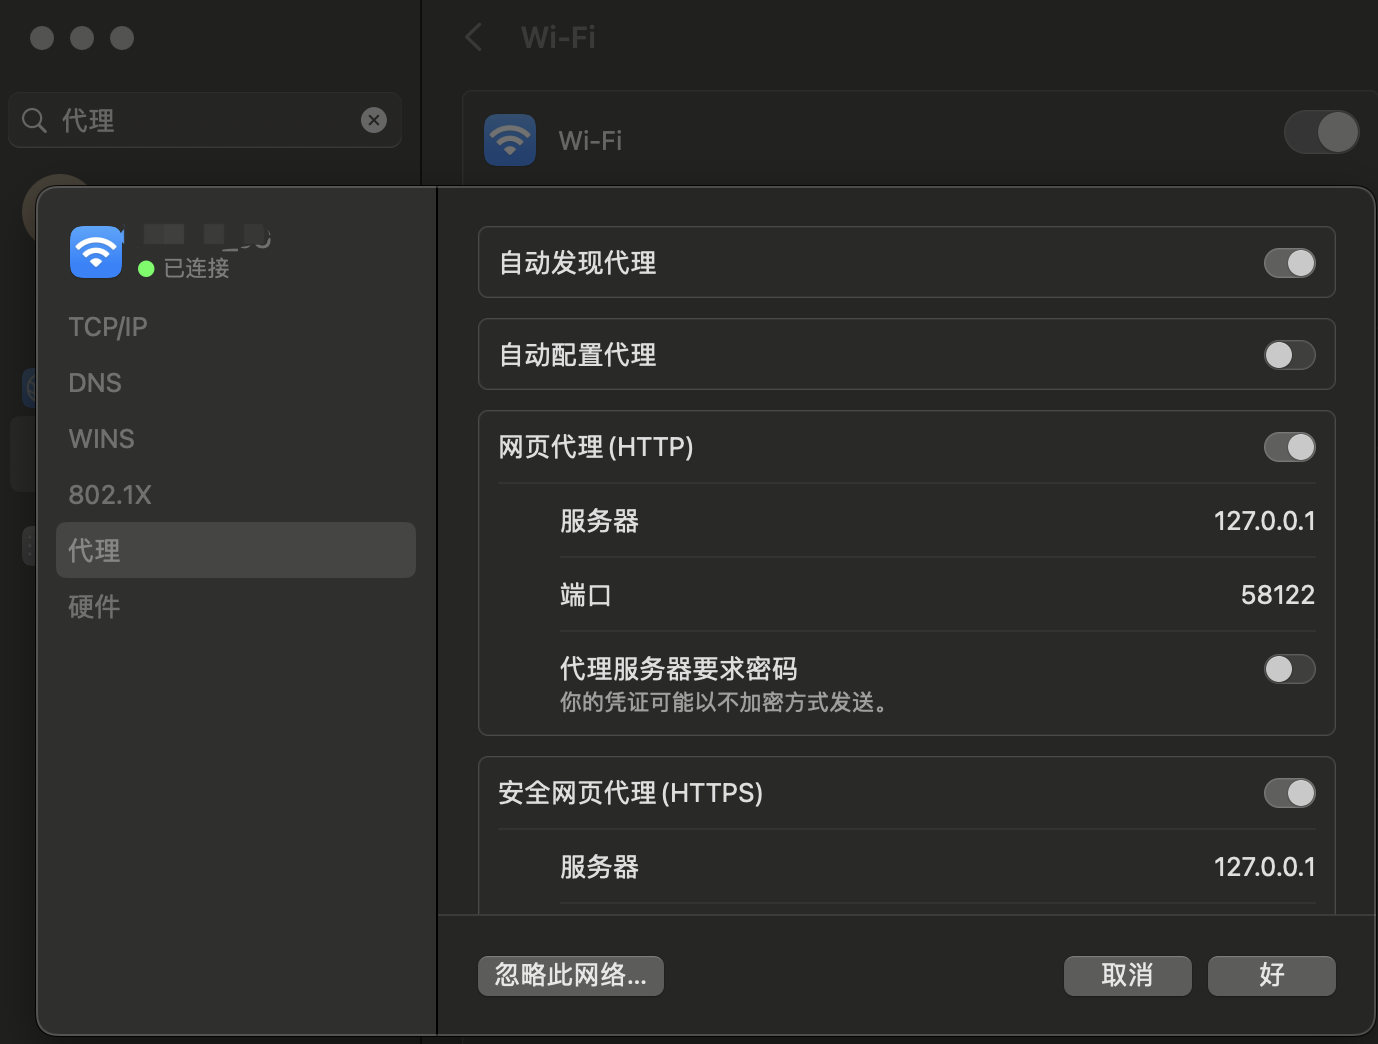 Wi-Fi
代理
Wi-Fi
已连接
TCP/IP
DNS
WINS
802.1X
代理
硬件
自动发现代理
自动配置代理
网页代理(HTTP)
服务器 127.0.0.1
端口 58122
代理服务器要求密码
你的凭证可能以不加密方式发送。
安全网页代理(HTTPS)
服务器 127.0.0.1
忽略此网络...
取消
好